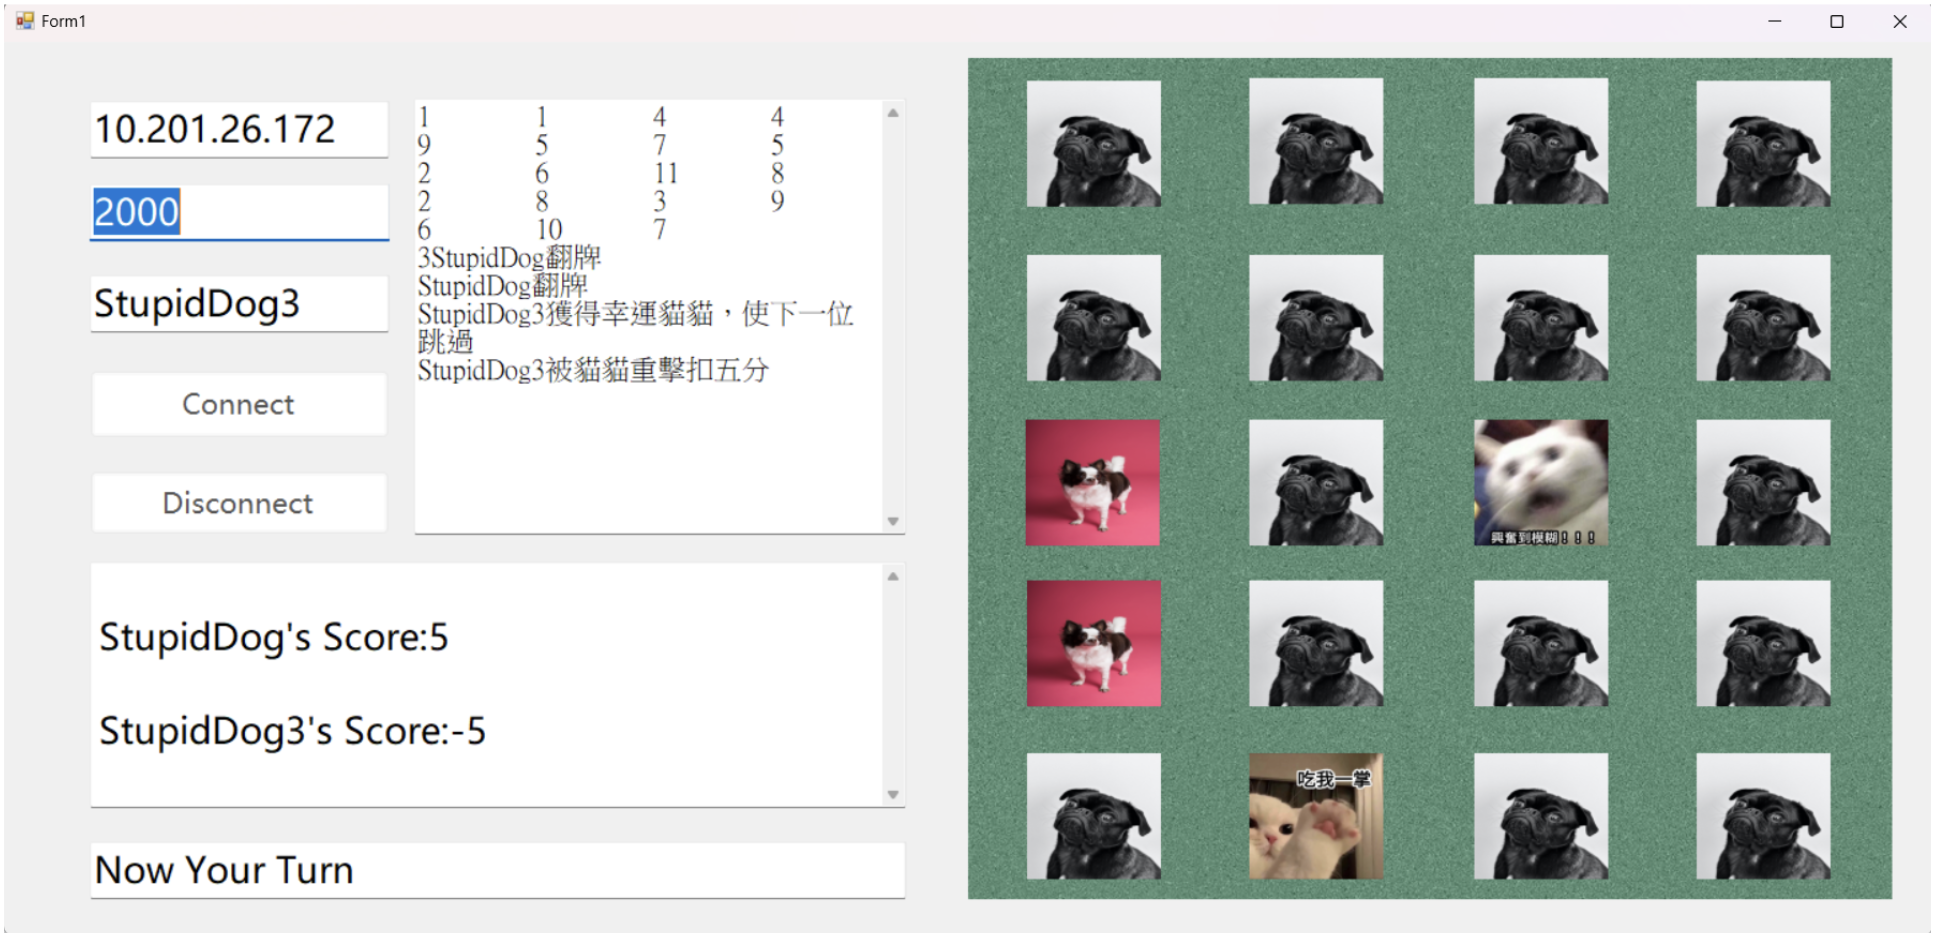 Form1
10.201.26.172
2000
StupidDog3
Connect
Disconnect
1 1 4 4
9 5 7 5
2 6 11 8
2 8 3 9
6 10 7
3StupidDog翻牌
StupidDog翻牌
StupidDog3獲得幸運貓貓，使下一位
跳過
StupidDog3被貓貓重擊扣五分
StupidDog's Score:5
StupidDog3's Score:-5
Now Your Turn
興奮到模糊！！！
吃我一掌